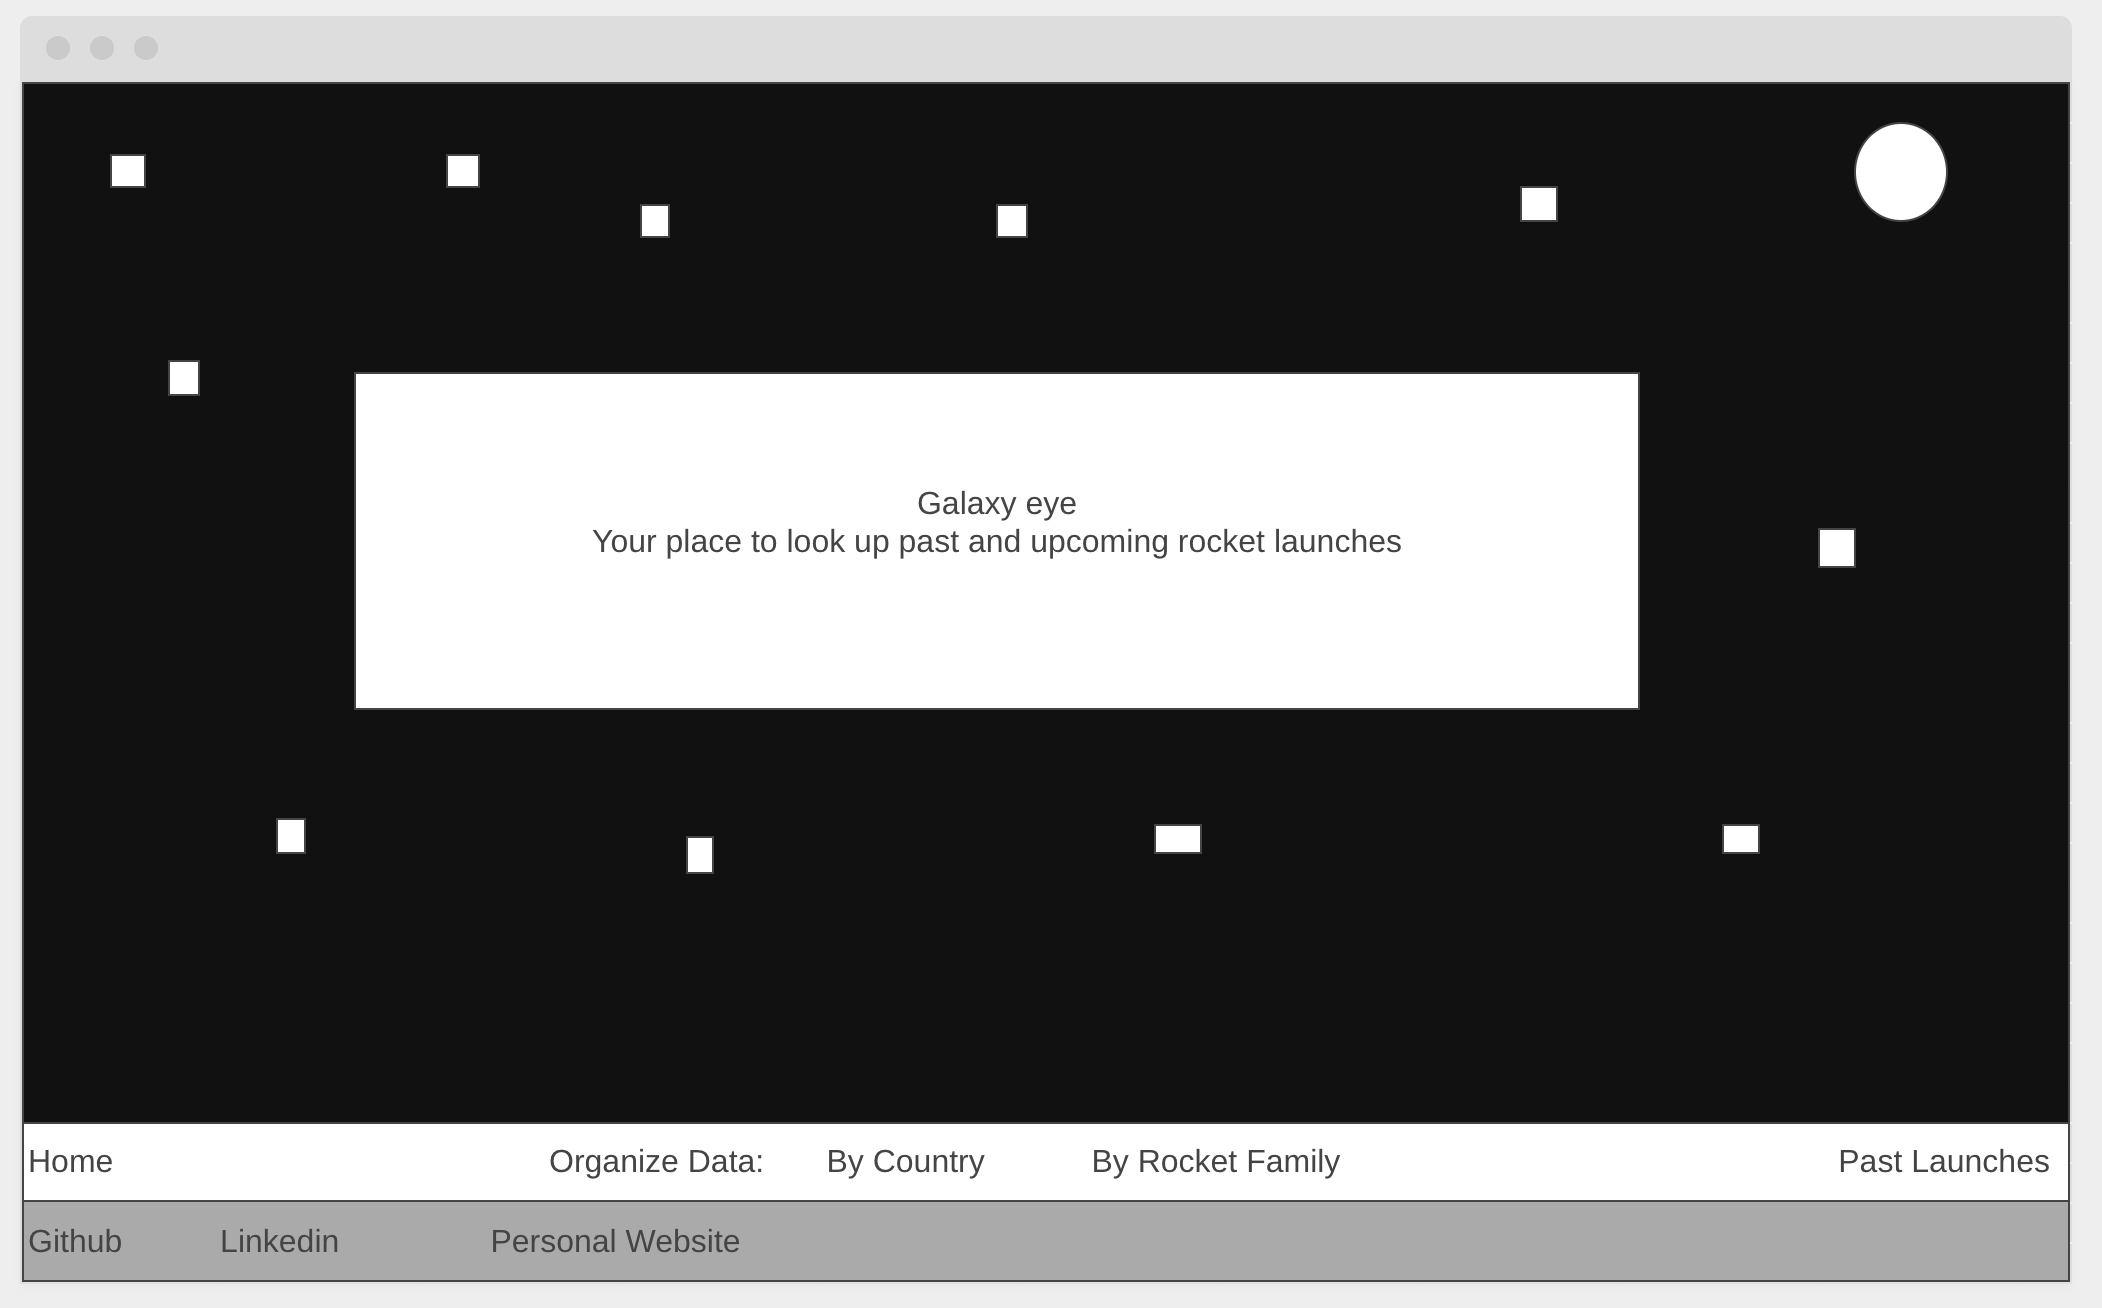 Galaxy eye
Your place to look up past and upcoming rocket launches
Home Organize Data: By Country By Rocket Family Past Launches
Github Linkedin Personal Website